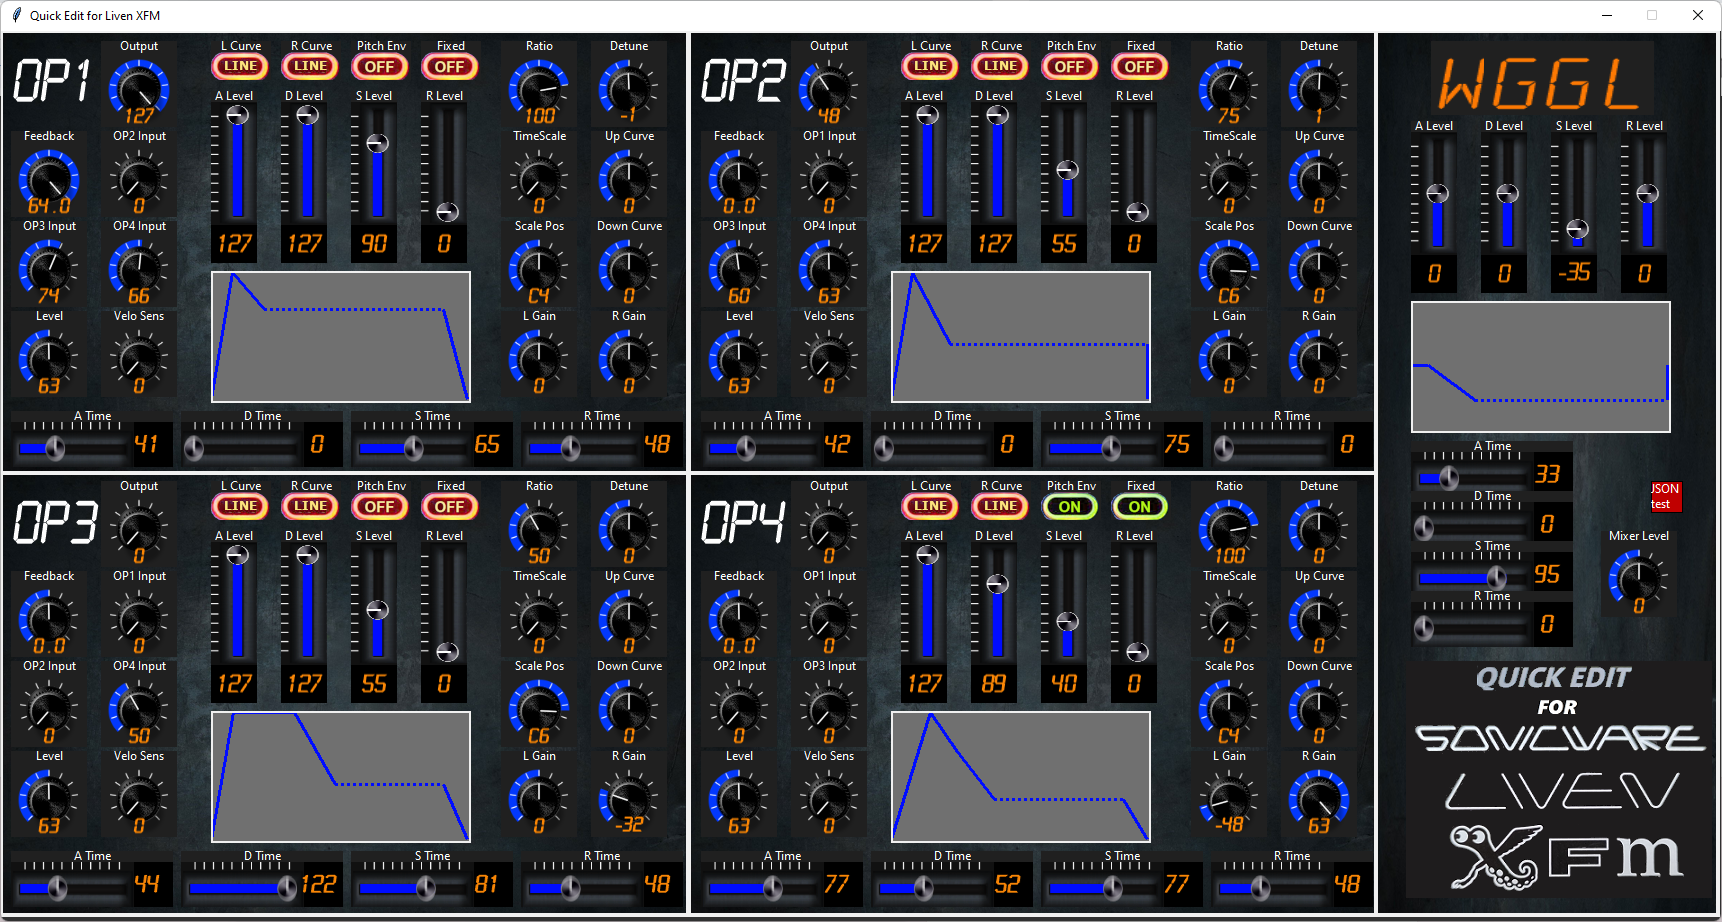 Quick Edit for Liven XFM
OP1
Output
127
L Curve
LINE
R Curve
LINE
Pitch Env
OFF
Fixed
OFF
Ratio
100
Detune
-1
Feedback
64.0
OP2 Input
0
A Level
127
D Level
127
S Level
90
R Level
0
TimeScale
0
Up Curve
0
OP3 Input
74
OP4 Input
66
Scale Pos
C4
Down Curve
0
Level
63
Velo Sens
0
L Gain
0
R Gain
0
A Time
41
D Time
0
S Time
65
R Time
48
OP2
Output
48
L Curve
LINE
R Curve
LINE
Pitch Env
OFF
Fixed
OFF
Ratio
75
Detune
1
Feedback
0.0
OP1 Input
0
A Level
127
D Level
127
S Level
55
R Level
0
TimeScale
0
Up Curve
0
OP3 Input
60
OP4 Input
63
Scale Pos
C6
Down Curve
0
Level
63
Velo Sens
0
L Gain
0
R Gain
0
A Time
42
D Time
0
S Time
75
R Time
0
OP3
Output
0
L Curve
LINE
R Curve
LINE
Pitch Env
OFF
Fixed
OFF
Ratio
50
Detune
0
Feedback
0.0
OP1 Input
0
A Level
127
D Level
127
S Level
55
R Level
0
TimeScale
0
Up Curve
0
OP2 Input
0
OP4 Input
50
Scale Pos
C6
Down Curve
0
Level
63
Velo Sens
0
L Gain
0
R Gain
-32
A Time
44
D Time
122
S Time
81
R Time
48
OP4
Output
0
L Curve
LINE
R Curve
LINE
Pitch Env
ON
Fixed
ON
Ratio
100
Detune
0
Feedback
0.0
OP1 Input
0
A Level
127
D Level
89
S Level
40
R Level
0
TimeScale
0
Up Curve
0
OP2 Input
0
OP3 Input
0
Scale Pos
C4
Down Curve
0
Level
63
Velo Sens
0
L Gain
-48
R Gain
63
A Time
77
D Time
52
S Time
77
R Time
48
WGGL
A Level
0
D Level
0
S Level
-35
R Level
0
A Time
33
D Time
0
S Time
95
R Time
0
JSON
test
Mixer Level
0
QUICK EDIT
FOR
SONICWARE
LIVEN
XFm